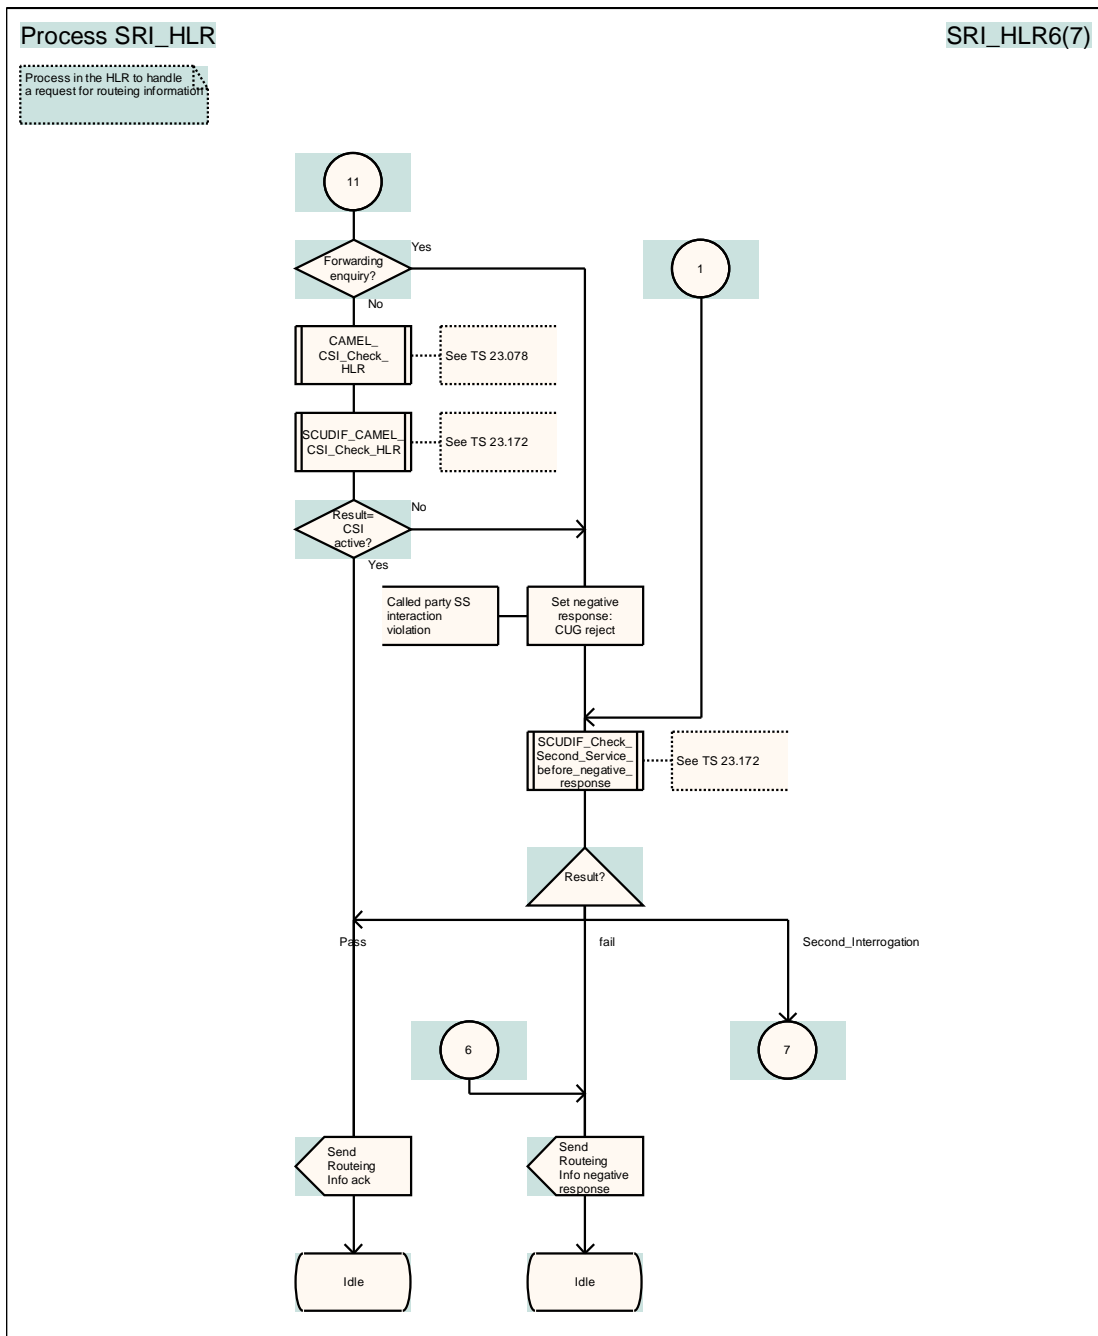 Process SRI_HLR
SRI_HLR6(7)
Process in the HLR to handle
a request for routeing information
11
Forwarding
enquiry?
Yes
No
1
CAMEL_
CSI_Check_
HLR
See TS 23.078
SCUDIF_CAMEL_
CSI_Check_HLR
See TS 23.172
Result=
CSI
active?
No
Yes
Called party SS
interaction
violation
Set negative
response:
CUG reject
SCUDIF_Check_
Second_Service_
before_negative_
response
See TS 23.172
Result?
Pass
fail
Second_Interrogation
6
7
Send
Routeing
Info ack
Send
Routeing
Info negative
response
Idle
Idle